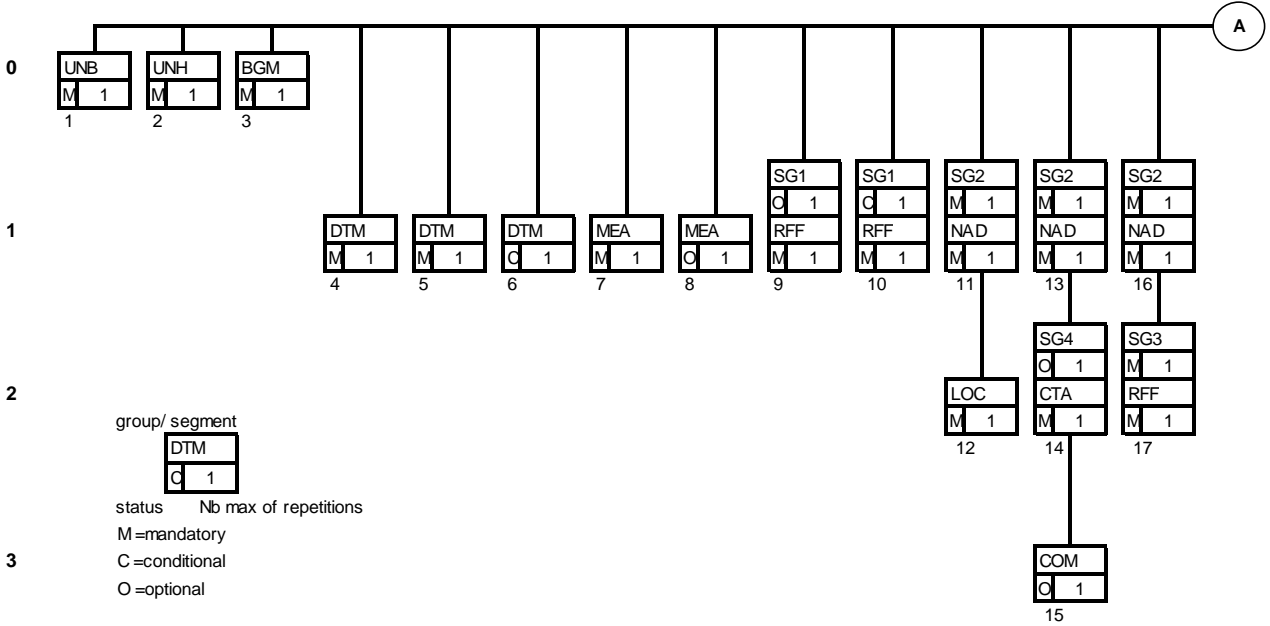 A
0
UNB UNH BGM
M 1 M 1 M 1
1 2 3
SG1 SG1 SG2 SG2 SG2
O 1 C 1 M 1 M 1 M 1
1
DTM DTM DTM MEA MEA RFF RFF NAD NAD NAD
M 1 M 1 C 1 M 1 O 1 M 1 M 1 M 1 M 1 M 1
4 5 6 7 8 9 10 11 13 16
SG4 SG3
O 1 M 1
2
LOC CTA RFF
M 1 M 1 M 1
12 14 17
group/ segment
DTM
C 1
status Nb max of repetitions
M =mandatory
3
C =conditional
O =optional
COM
O 1
15